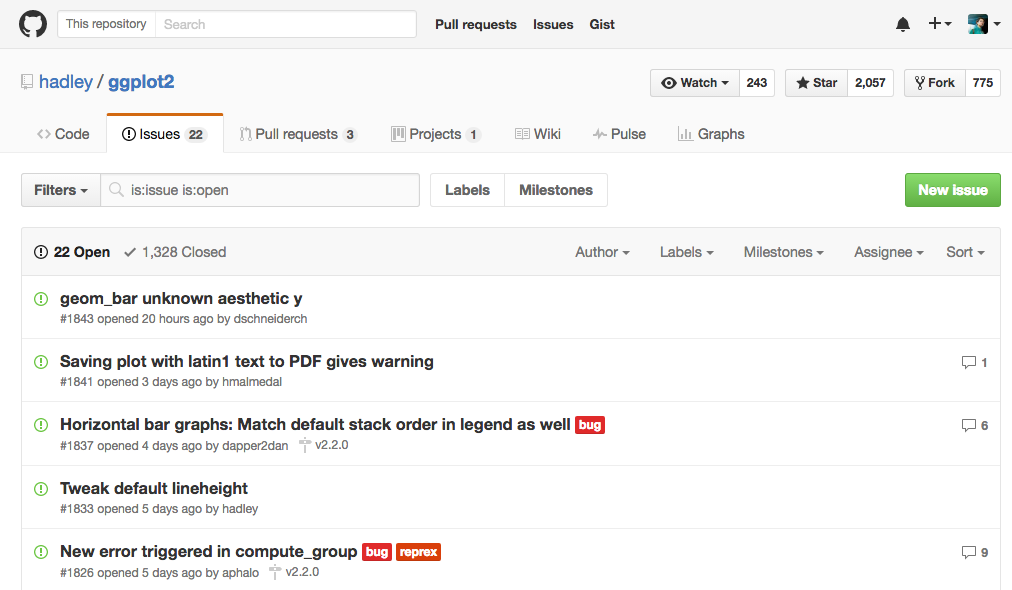 This repository Search Pull requests Issues Gist
hadley / ggplot2 Watch 243 Star 2,057 Fork 775
Code Issues 22 Pull requests 3 Projects 1 Wiki Pulse Graphs
Filters is:issue is:open Labels Milestones New issue
22 Open 1,328 Closed Author Labels Milestones Assignee Sort
geom_bar unknown aesthetic y
#1843 opened 20 hours ago by dschneiderch
Saving plot with latin1 text to PDF gives warning 1
#1841 opened 3 days ago by hmalmedal
Horizontal bar graphs: Match default stack order in legend as well bug 6
#1837 opened 4 days ago by dapper2dan v2.2.0
Tweak default lineheight
#1833 opened 5 days ago by hadley
New error triggered in compute_group bug reprex 9
#1826 opened 5 days ago by aphalo v2.2.0